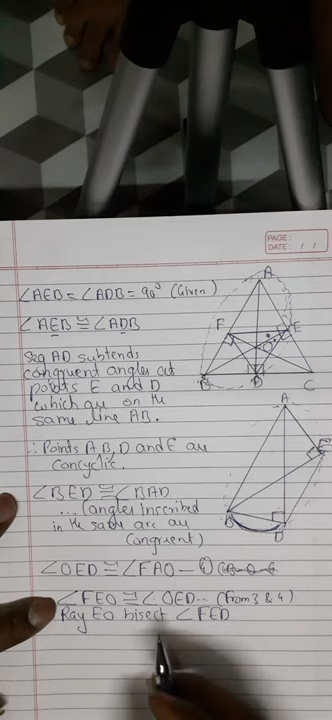 PAGE:
DATE: / /
∠AEB = ∠ADB = 90° (Given)
∠AEB ≅ ∠ADB
seg AD subtends
congruent angles at
points E and D
which are on the
same line AB.
∴ Points A B, D and E are
Concyclic.
∠BED ≅ ∠BAD
... (angles inscribed
in the same arc are
congruent)
∠OED ≅ ∠FAO — 4
∠FEO ≅ ∠OED... (from 3 & 4)
Ray EO bisect ∠FED
A
F
E
B
D
C
A
E
D